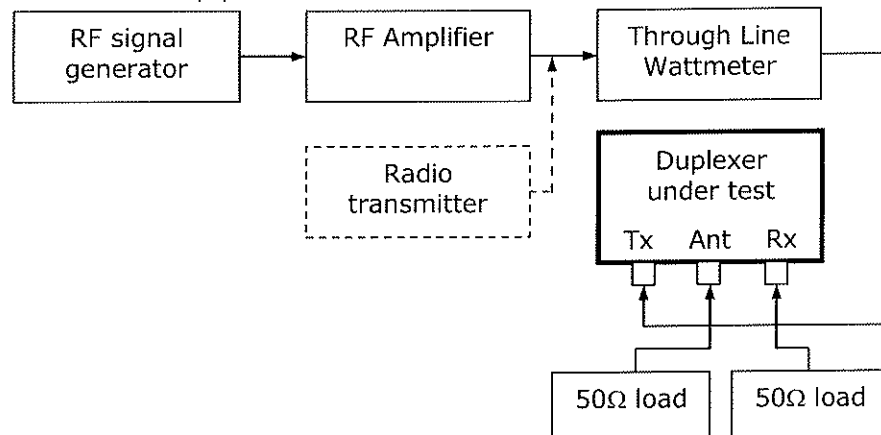 RF signal
generator
RF Amplifier
Through Line
Wattmeter
Radio
transmitter
Duplexer
under test
Tx Ant Rx
50Ω load
50Ω load